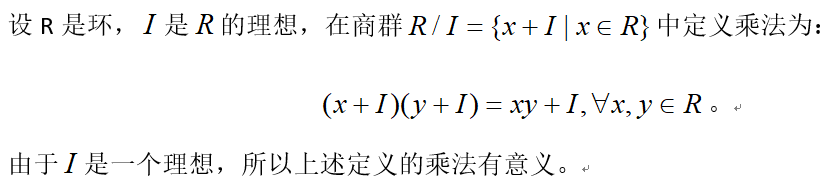 设 R 是环，I 是 R 的理想，在商群 R / I = {x + I | x ∈ R} 中定义乘法为：
(x + I)(y + I) = xy + I, ∀x, y ∈ R 。
由于 I 是一个理想，所以上述定义的乘法有意义。